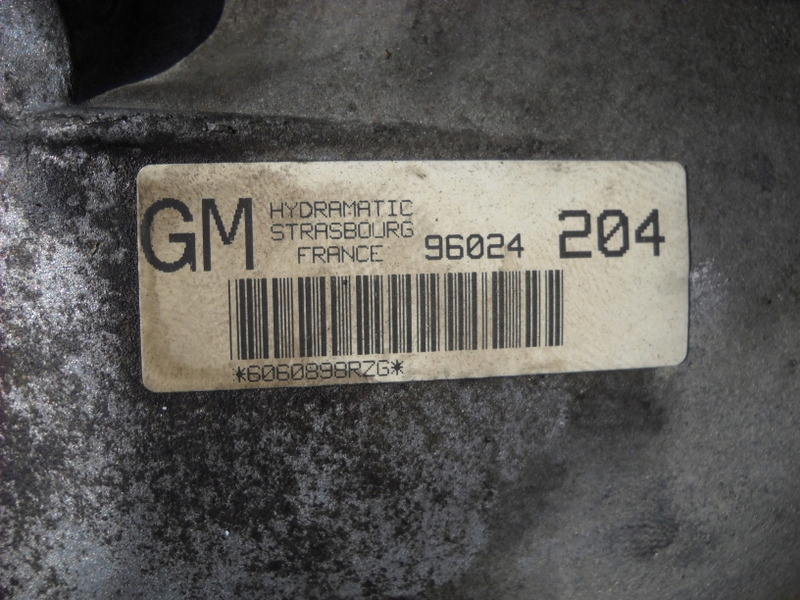 GM HYDRAMATIC
STRASBOURG
FRANCE 96024 204
*6060898RZG*